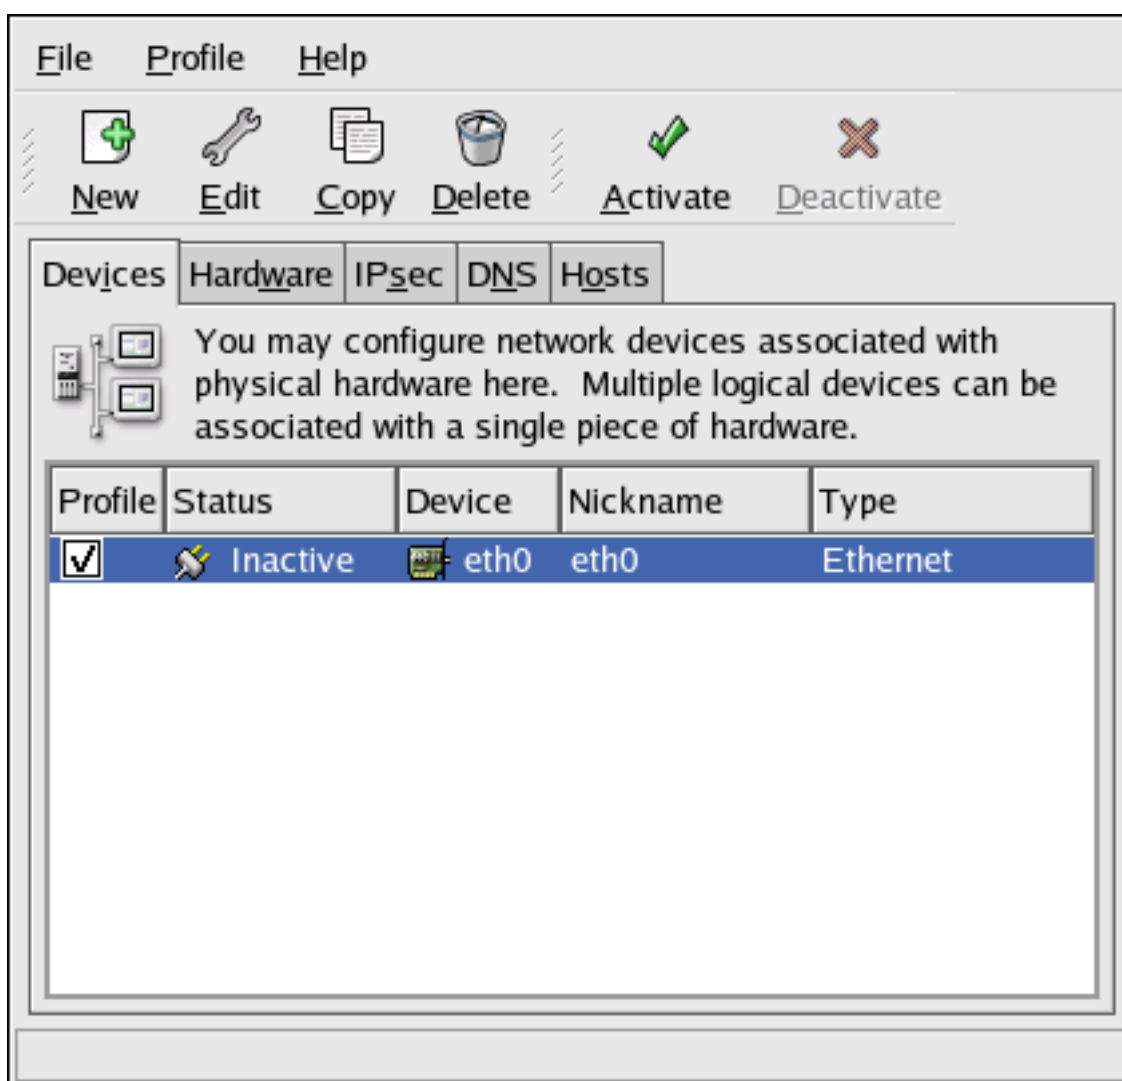 File Profile Help
New Edit Copy Delete Activate Deactivate
Devices Hardware IPsec DNS Hosts
You may configure network devices associated with
physical hardware here.  Multiple logical devices can be
associated with a single piece of hardware.
Profile Status Device Nickname Type
Inactive eth0 eth0 Ethernet